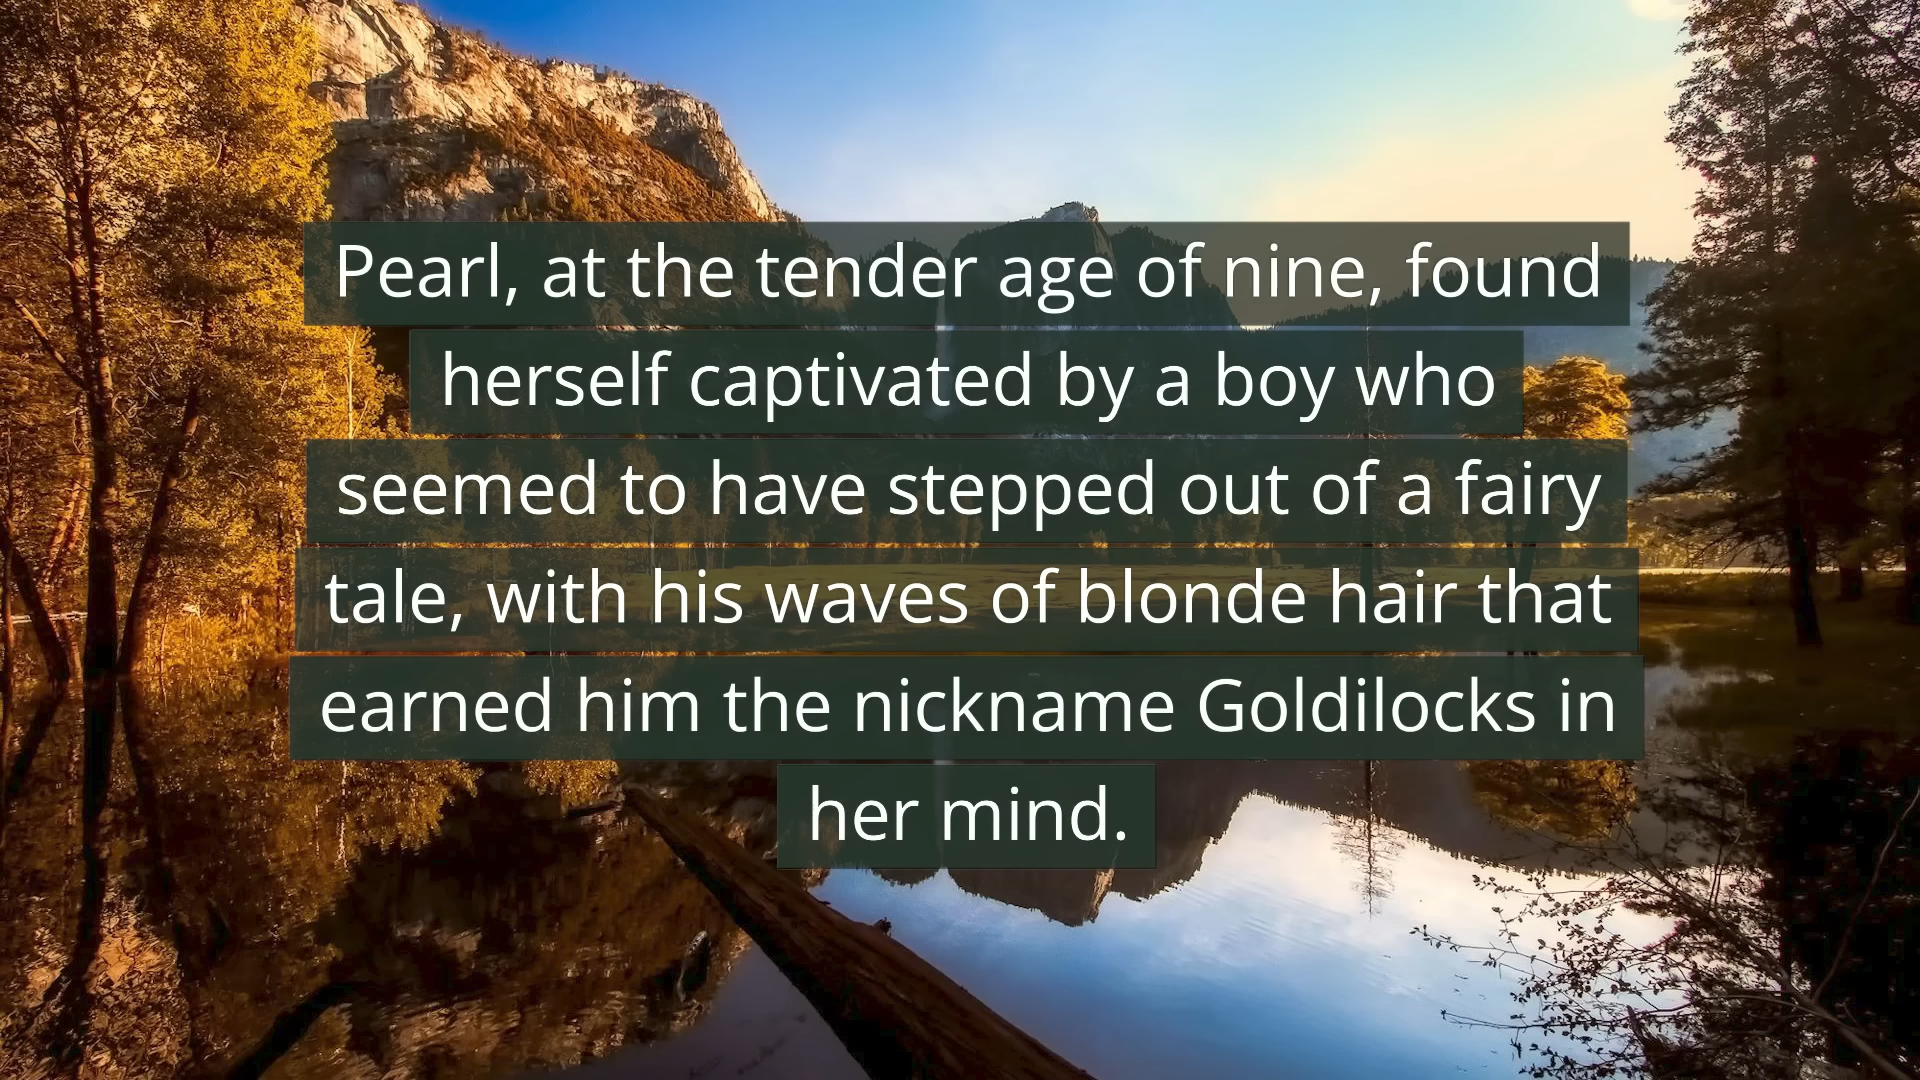 Pearl, at the tender age of nine, found
herself captivated by a boy who
seemed to have stepped out of a fairy
tale, with his waves of blonde hair that
earned him the nickname Goldilocks in
her mind.